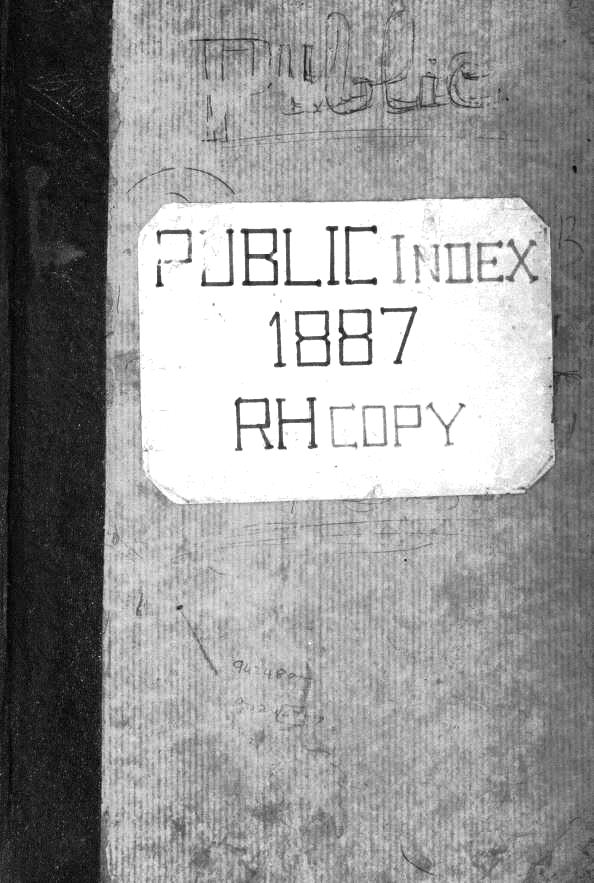 Public
PUBLIC INDEX
1887
RH COPY